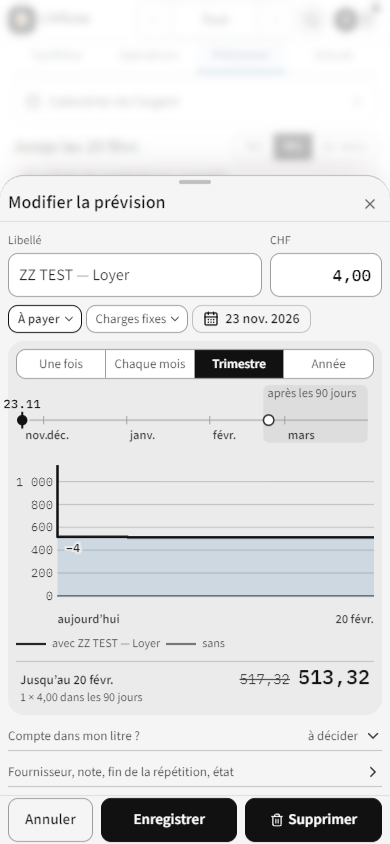 Modifier la prévision
Libellé
CHF
ZZ TEST — Loyer
4,00
À payer
Charges fixes
23 nov. 2026
Une fois
Chaque mois
Trimestre
Année
après les 90 jours
23.11
nov.
déc.
janv.
févr.
mars
1 000
800
600
400
200
0
−4
aujourd’hui
20 févr.
avec ZZ TEST — Loyer
sans
Jusqu’au 20 févr.
517,32 513,32
1 × 4,00 dans les 90 jours
Compte dans mon litre ?
à décider
Fournisseur, note, fin de la répétition, état
Annuler
Enregistrer
Supprimer